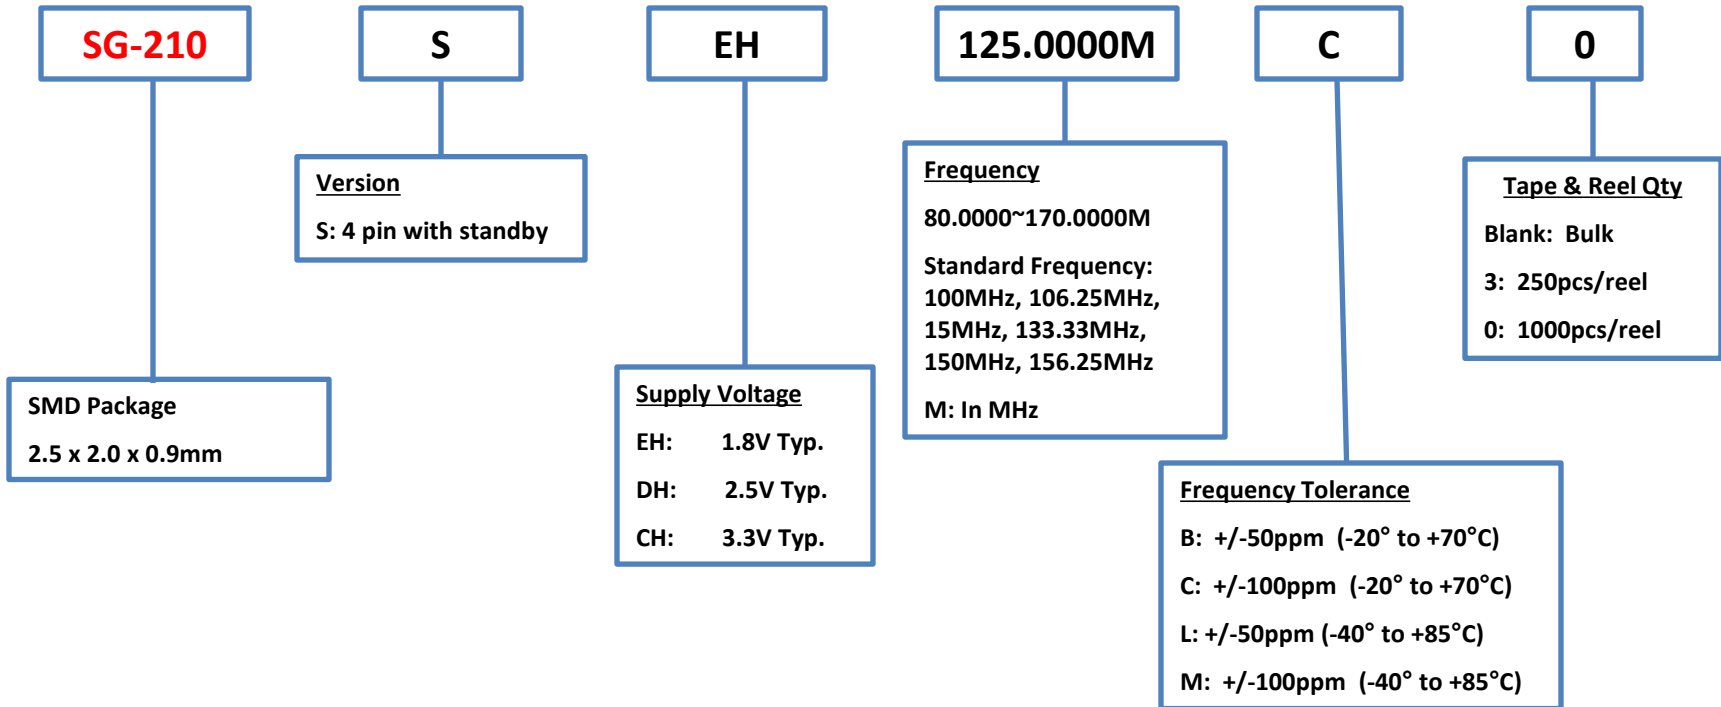 SG-210
S
EH
125.0000M
C
0
Version
S: 4 pin with standby
Frequency
80.0000~170.0000M
Standard Frequency:
100MHz, 106.25MHz,
15MHz, 133.33MHz,
150MHz, 156.25MHz
M: In MHz
Tape & Reel Qty
Blank: Bulk
3: 250pcs/reel
0: 1000pcs/reel
SMD Package
2.5 x 2.0 x 0.9mm
Supply Voltage
EH: 1.8V Typ.
DH: 2.5V Typ.
CH: 3.3V Typ.
Frequency Tolerance
B: +/-50ppm (-20° to +70°C)
C: +/-100ppm (-20° to +70°C)
L: +/-50ppm (-40° to +85°C)
M: +/-100ppm (-40° to +85°C)